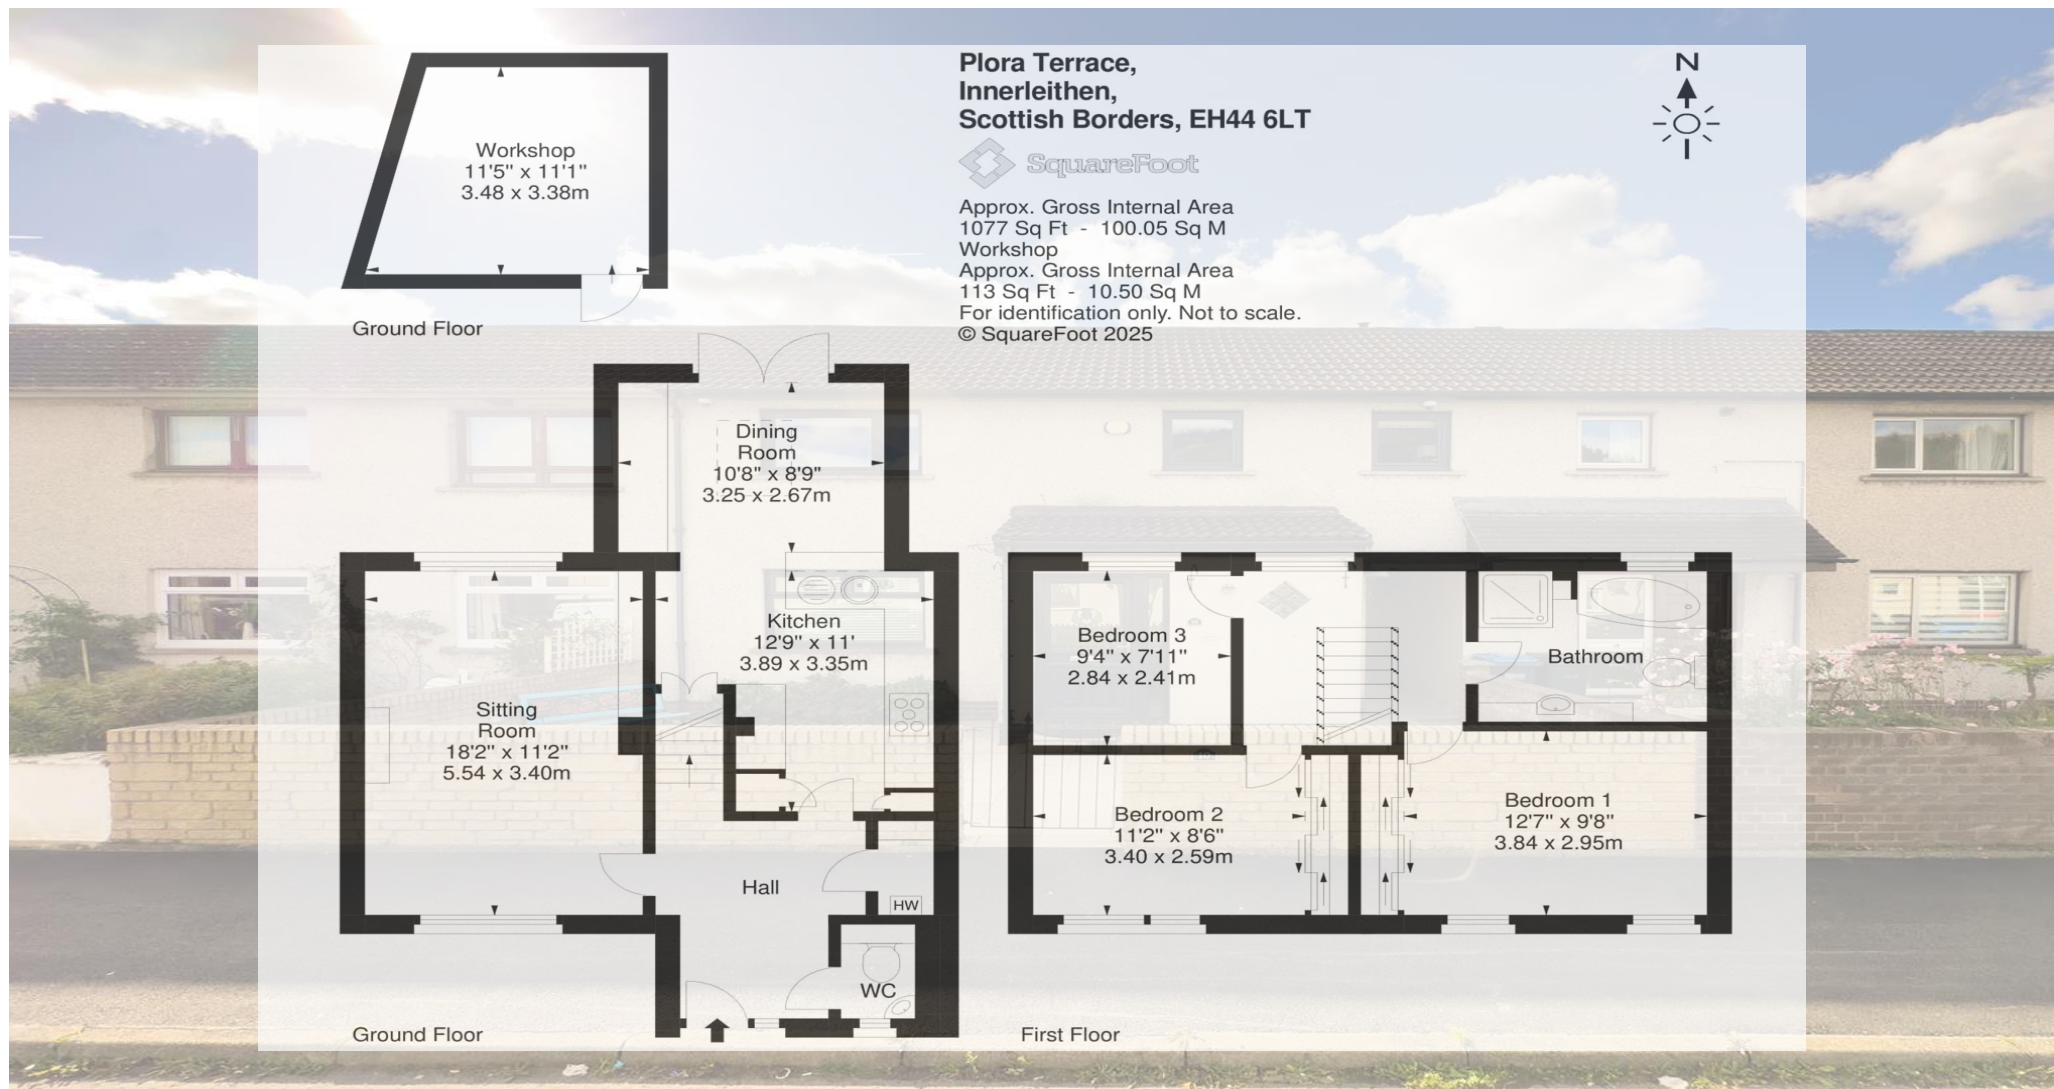 Plora Terrace,
Innerleithen,
Scottish Borders, EH44 6LT
N
SquareFoot
Approx. Gross Internal Area
1077 Sq Ft - 100.05 Sq M
Workshop
Approx. Gross Internal Area
113 Sq Ft - 10.50 Sq M
For identification only. Not to scale.
© SquareFoot 2025
Workshop
11'5" x 11'1"
3.48 x 3.38m
Ground Floor
Dining
Room
10'8" x 8'9"
3.25 x 2.67m
Kitchen
12'9" x 11'
3.89 x 3.35m
Sitting
Room
18'2" x 11'2"
5.54 x 3.40m
Hall
HW
WC
Ground Floor
Bedroom 3
9'4" x 7'11"
2.84 x 2.41m
Bathroom
Bedroom 2
11'2" x 8'6"
3.40 x 2.59m
Bedroom 1
12'7" x 9'8"
3.84 x 2.95m
First Floor